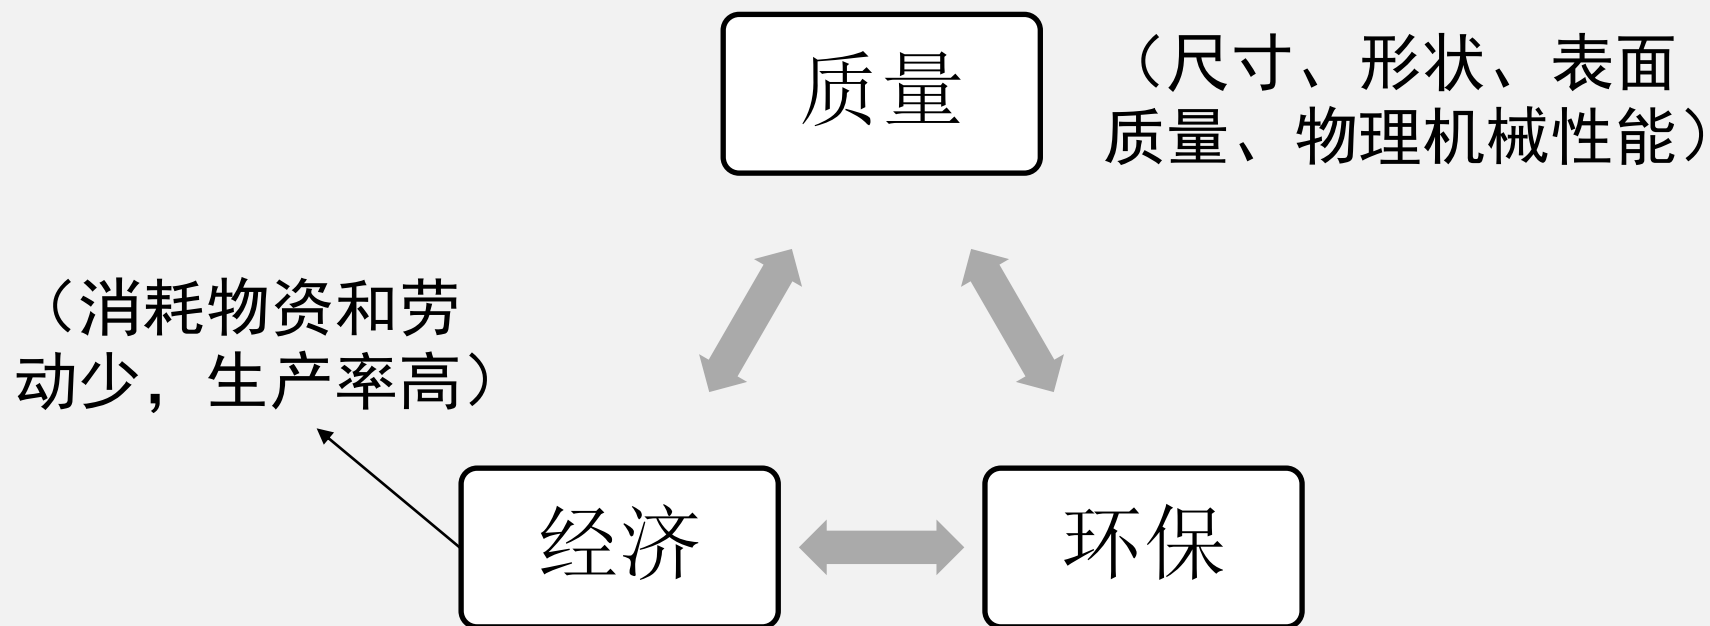 质量
（尺寸、形状、表面
质量、物理机械性能）
（消耗物资和劳
动少，生产率高）
经济
环保